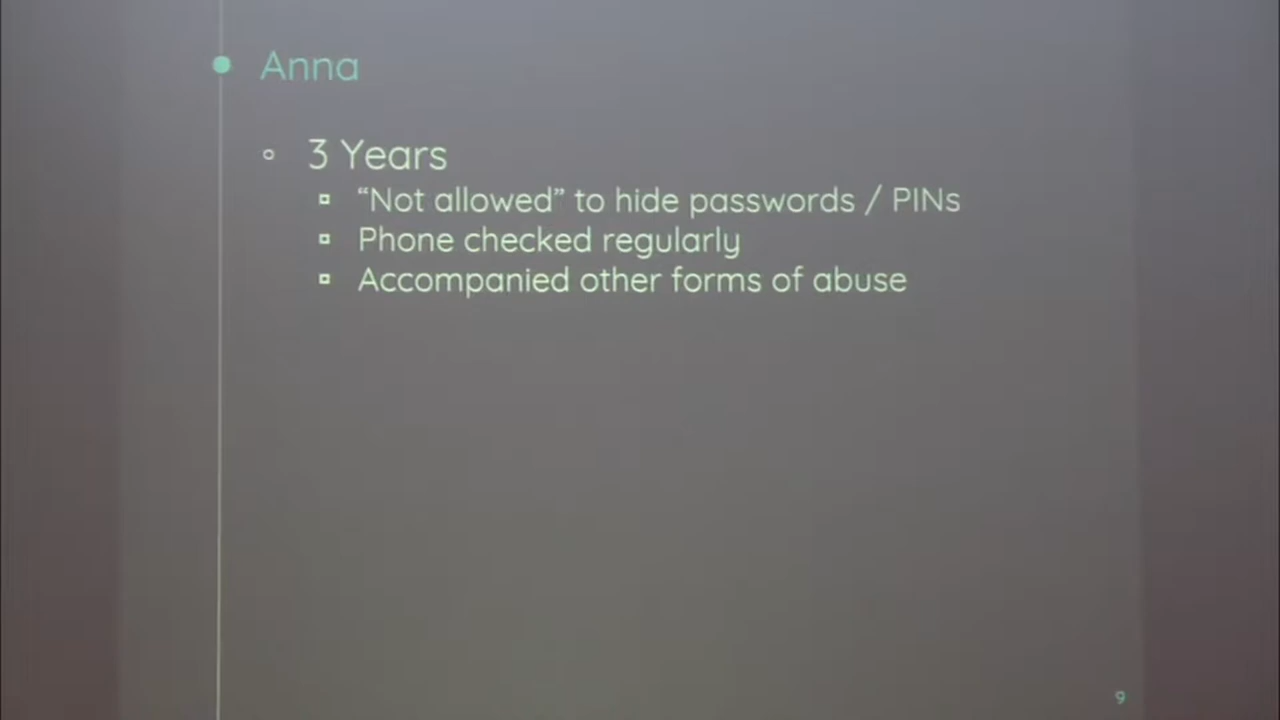 Anna
3 Years
“Not allowed” to hide passwords / PINs
Phone checked regularly
Accompanied other forms of abuse
9